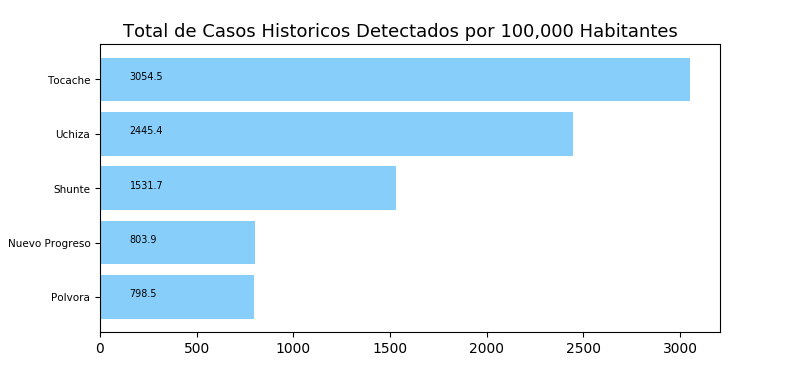 Total de Casos Historicos Detectados por 100,000 Habitantes
Tocache 3054.5
Uchiza 2445.4
Shunte 1531.7
Nuevo Progreso 803.9
Polvora 798.5
0 500 1000 1500 2000 2500 3000